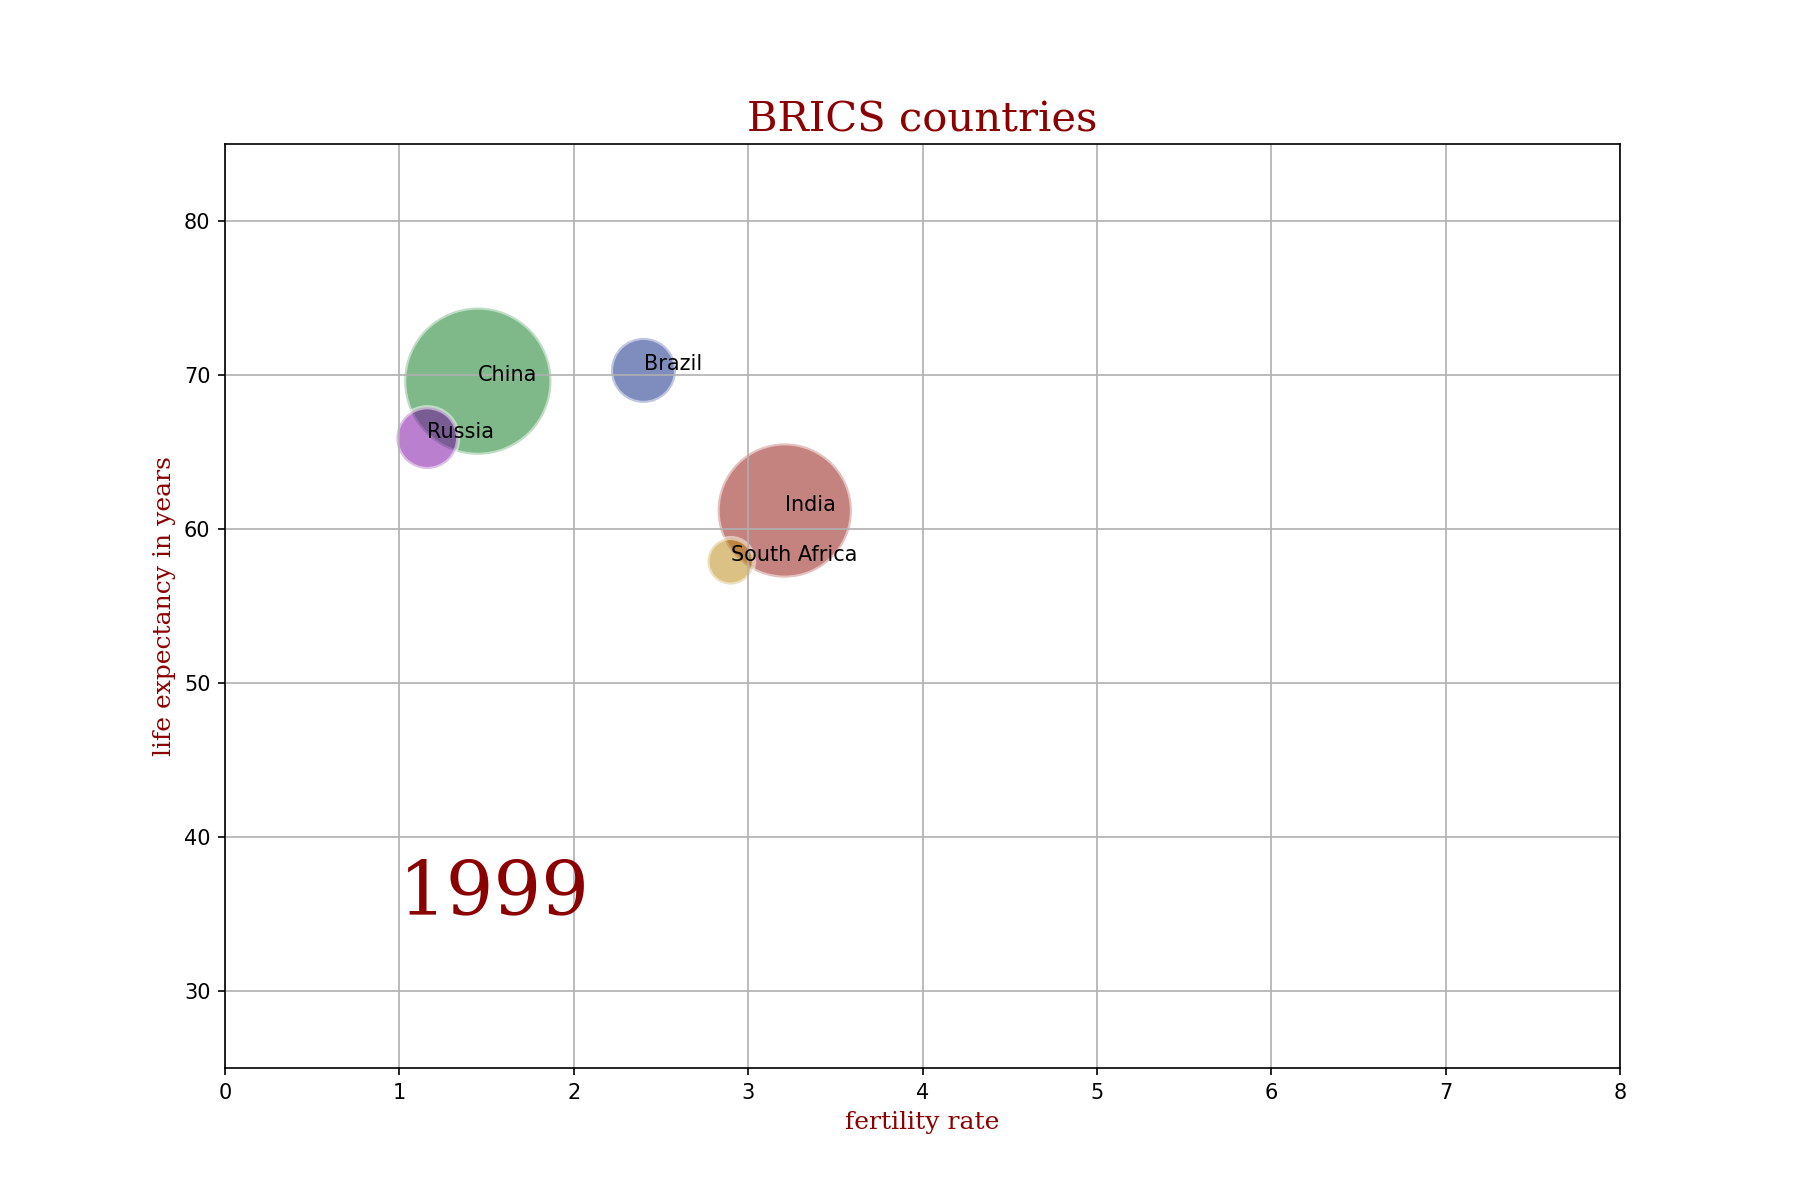 BRICS countries
80
70
60
50
40
30
life expectancy in years
China
Brazil
Russia
India
South Africa
1999
0 1 2 3 4 5 6 7 8
fertility rate